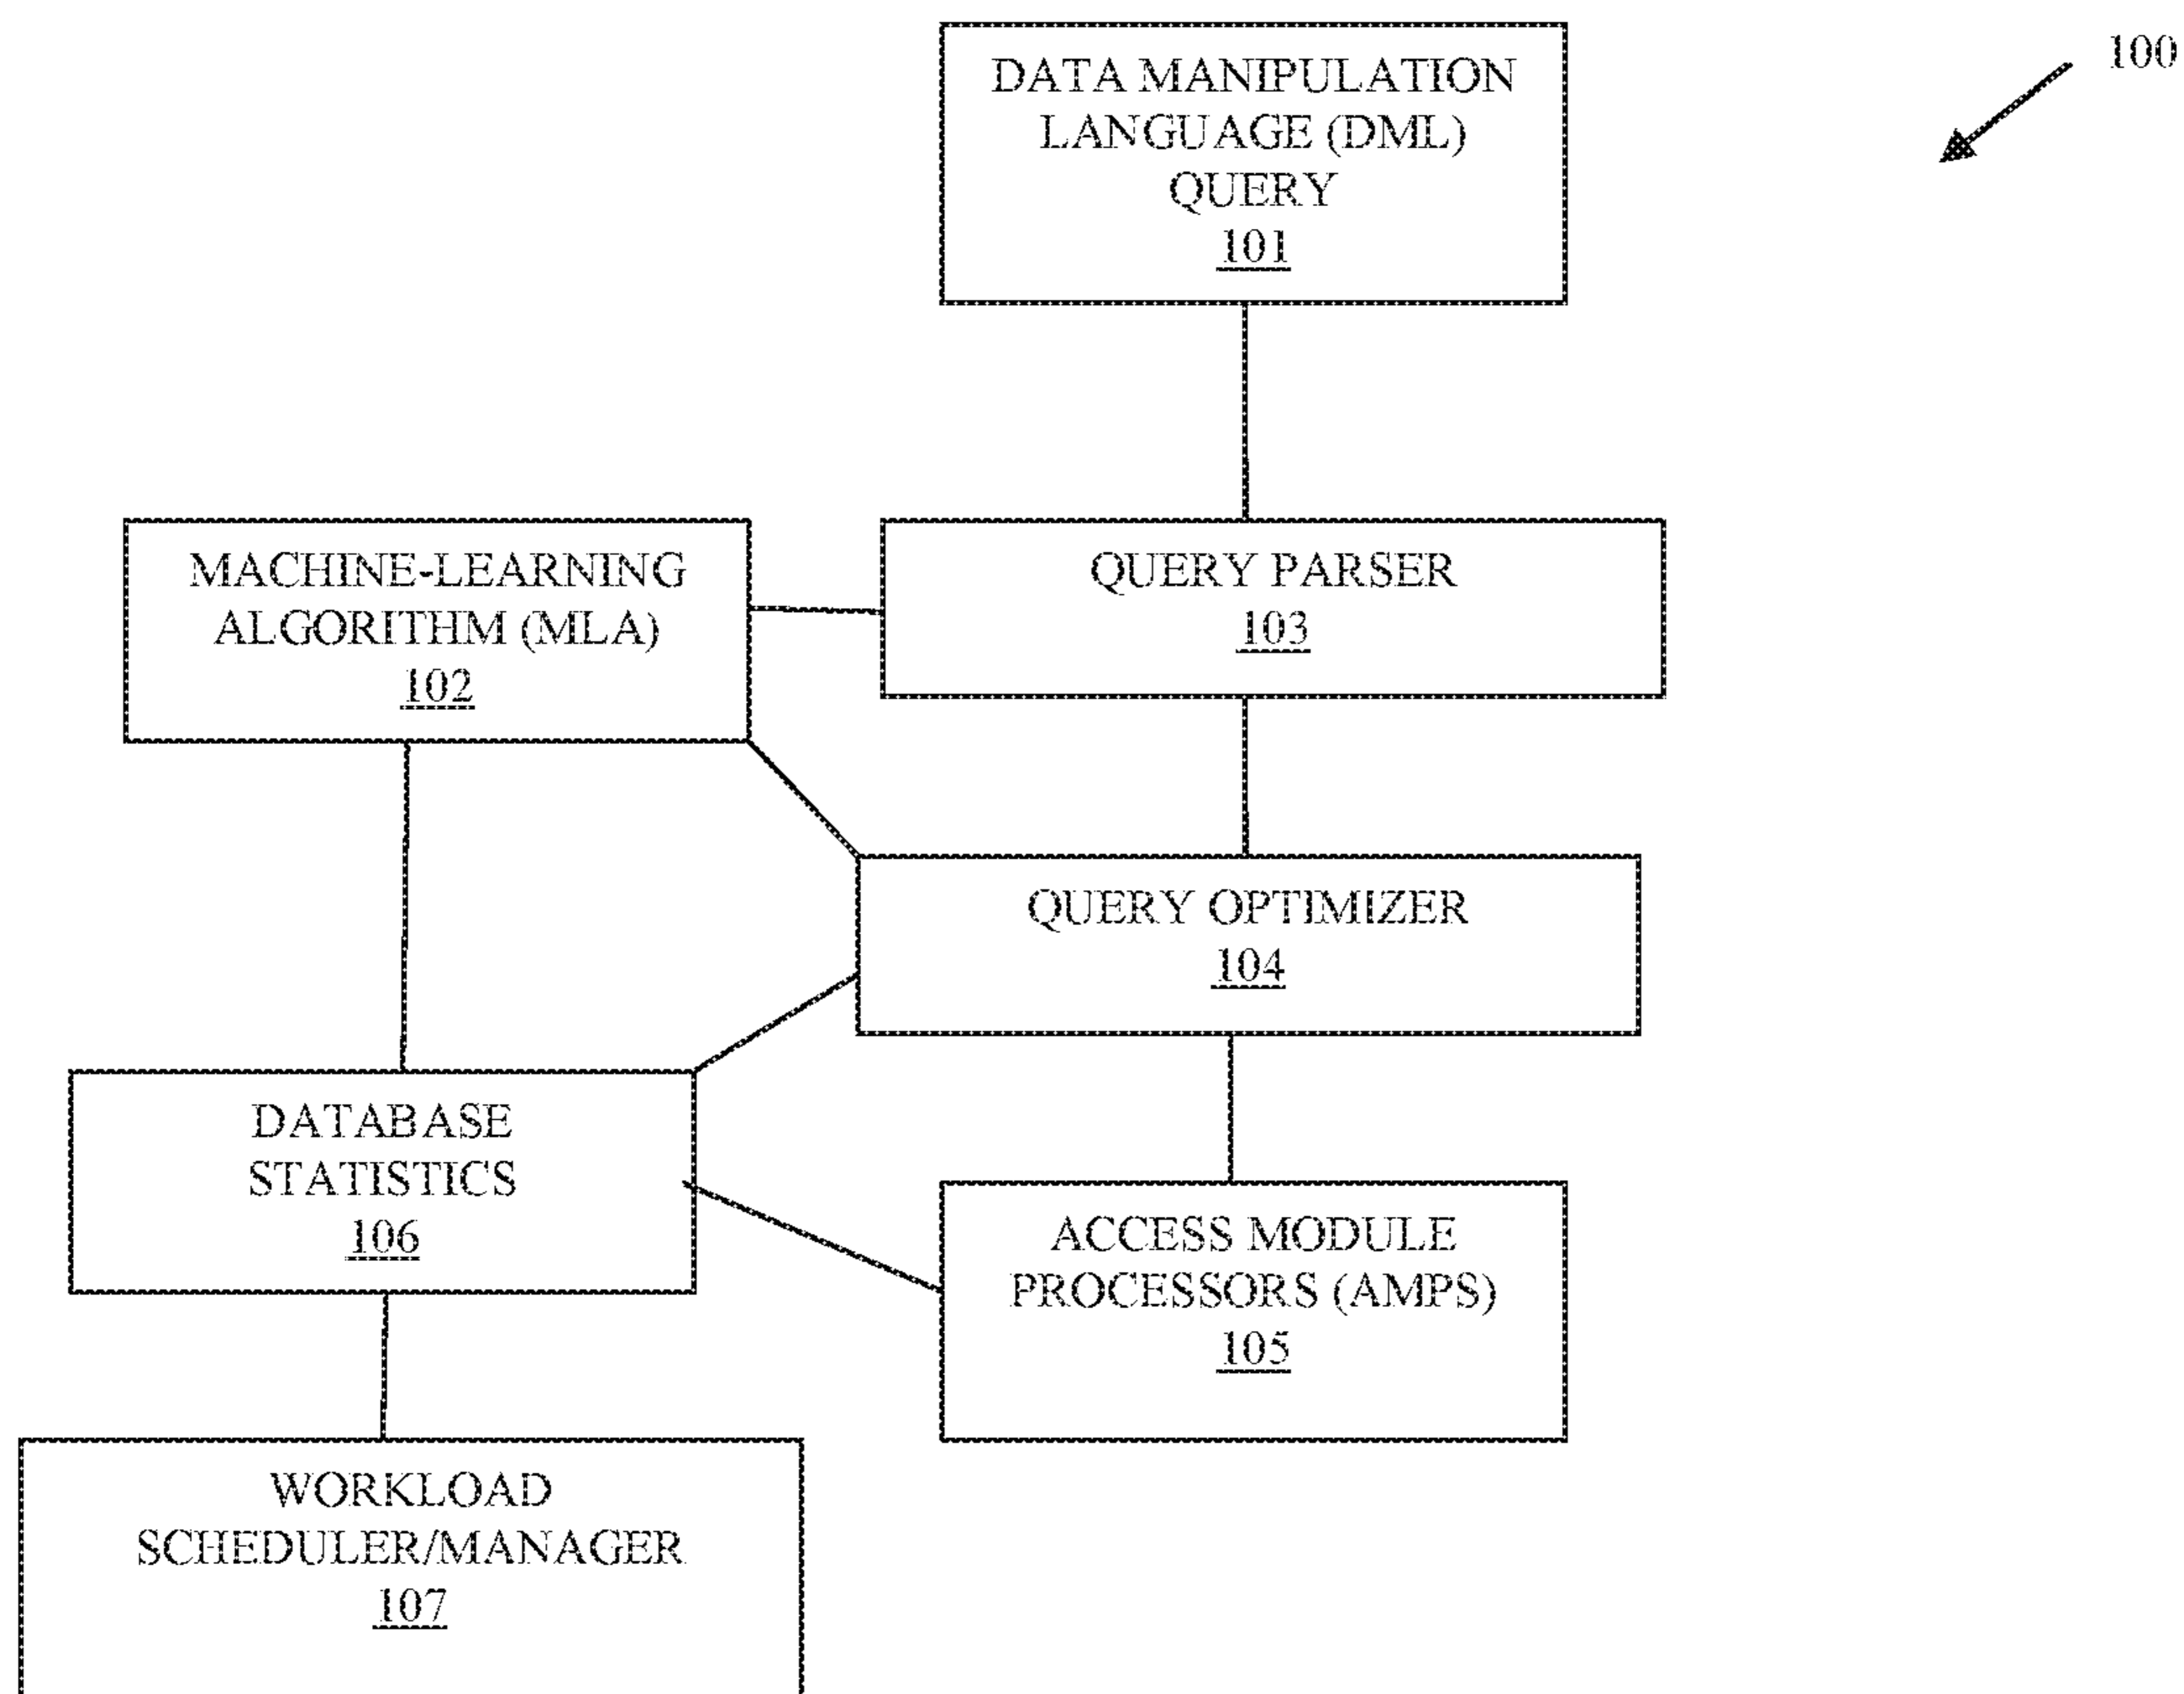 100
DATA MANIPULATION
LANGUAGE (DML)
QUERY
101
MACHINE-LEARNING
ALGORITHM (MLA)
102
QUERY PARSER
103
QUERY OPTIMIZER
104
DATABASE
STATISTICS
106
ACCESS MODULE
PROCESSORS (AMPS)
105
WORKLOAD
SCHEDULER/MANAGER
107